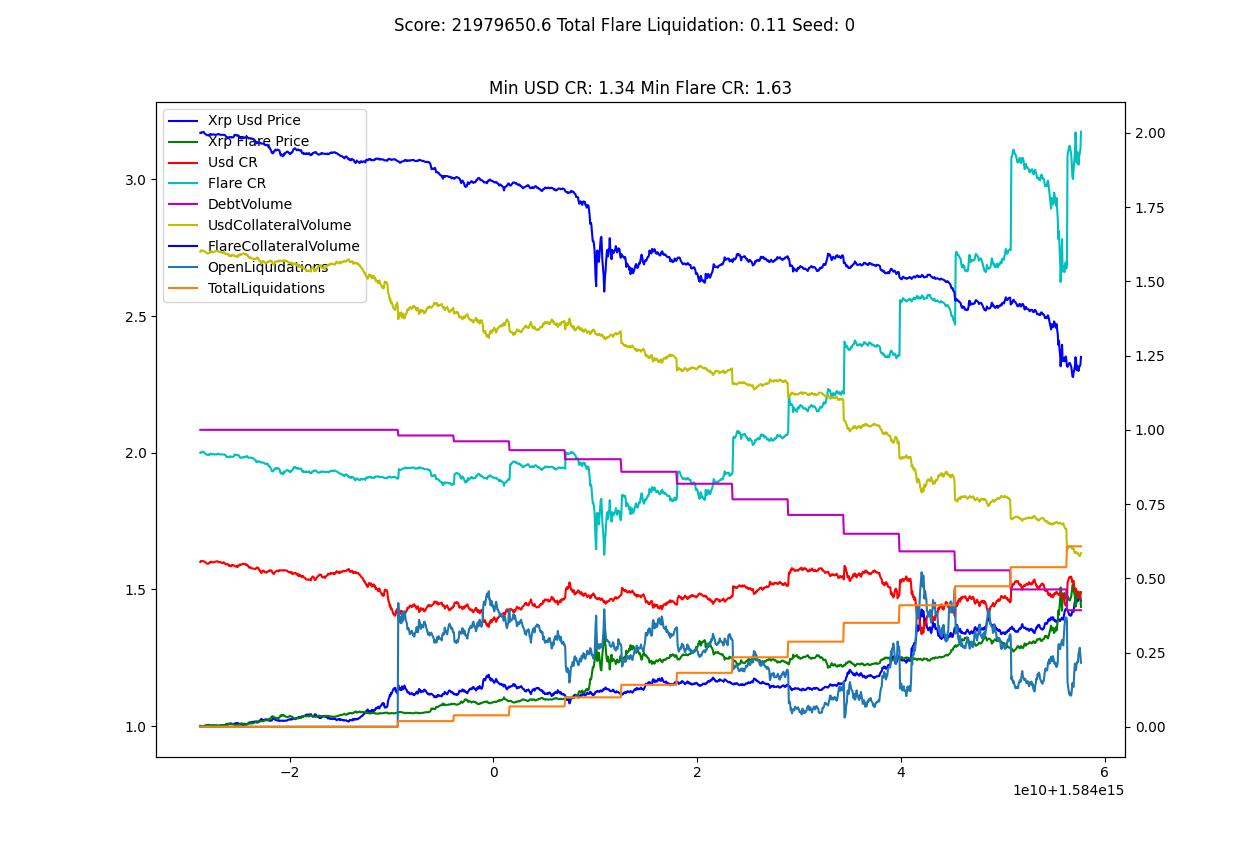 Score: 21979650.6 Total Flare Liquidation: 0.11 Seed: 0
Min USD CR: 1.34 Min Flare CR: 1.63
Xrp Usd Price
Xrp Flare Price
Usd CR
Flare CR
DebtVolume
UsdCollateralVolume
FlareCollateralVolume
OpenLiquidations
TotalLiquidations
3.0
2.5
2.0
1.5
1.0
2.00
1.75
1.50
1.25
1.00
0.75
0.50
0.25
0.00
−2 0 2 4 6
1e10+1.584e15